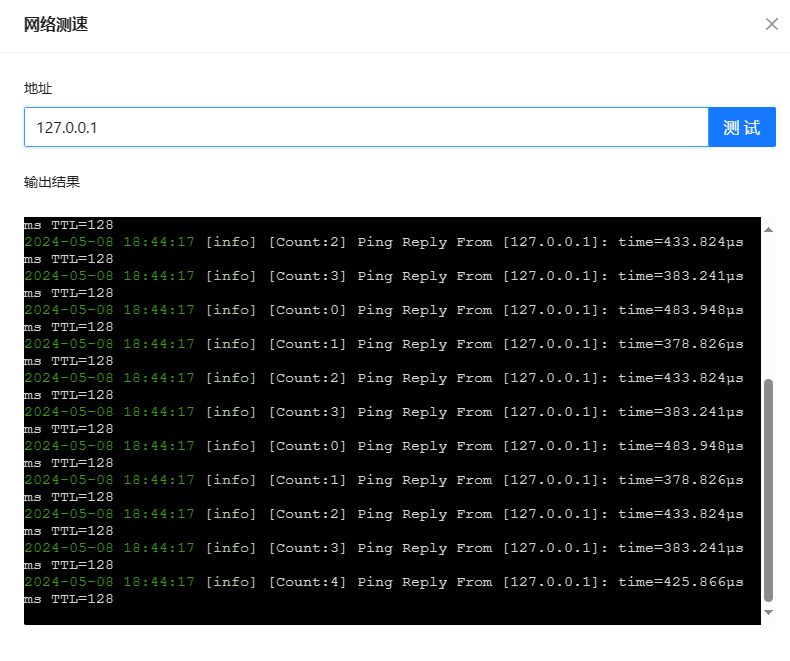 网络测速
地址
127.0.0.1
测 试
输出结果
ms TTL=128
2024-05-08 18:44:17 [info] [Count:2] Ping Reply From [127.0.0.1]: time=433.824μs
ms TTL=128
2024-05-08 18:44:17 [info] [Count:3] Ping Reply From [127.0.0.1]: time=383.241μs
ms TTL=128
2024-05-08 18:44:17 [info] [Count:0] Ping Reply From [127.0.0.1]: time=483.948μs
ms TTL=128
2024-05-08 18:44:17 [info] [Count:1] Ping Reply From [127.0.0.1]: time=378.826μs
ms TTL=128
2024-05-08 18:44:17 [info] [Count:2] Ping Reply From [127.0.0.1]: time=433.824μs
ms TTL=128
2024-05-08 18:44:17 [info] [Count:3] Ping Reply From [127.0.0.1]: time=383.241μs
ms TTL=128
2024-05-08 18:44:17 [info] [Count:0] Ping Reply From [127.0.0.1]: time=483.948μs
ms TTL=128
2024-05-08 18:44:17 [info] [Count:1] Ping Reply From [127.0.0.1]: time=378.826μs
ms TTL=128
2024-05-08 18:44:17 [info] [Count:2] Ping Reply From [127.0.0.1]: time=433.824μs
ms TTL=128
2024-05-08 18:44:17 [info] [Count:3] Ping Reply From [127.0.0.1]: time=383.241μs
ms TTL=128
2024-05-08 18:44:17 [info] [Count:4] Ping Reply From [127.0.0.1]: time=425.866μs
ms TTL=128